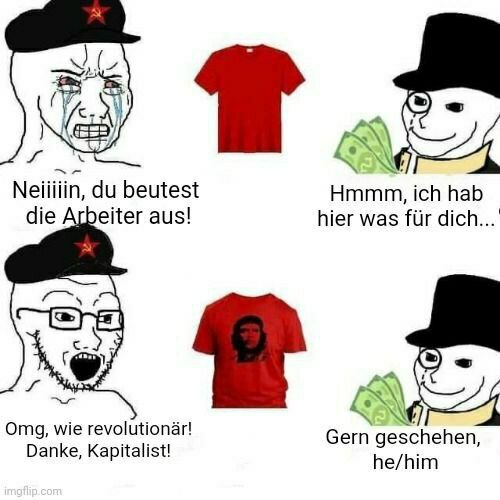 Neiiiiin, du beutest
die Arbeiter aus!
Hmmm, ich hab
hier was für dich...
Omg, wie revolutionär!
Danke, Kapitalist!
Gern geschehen,
he/him
imgflip.com